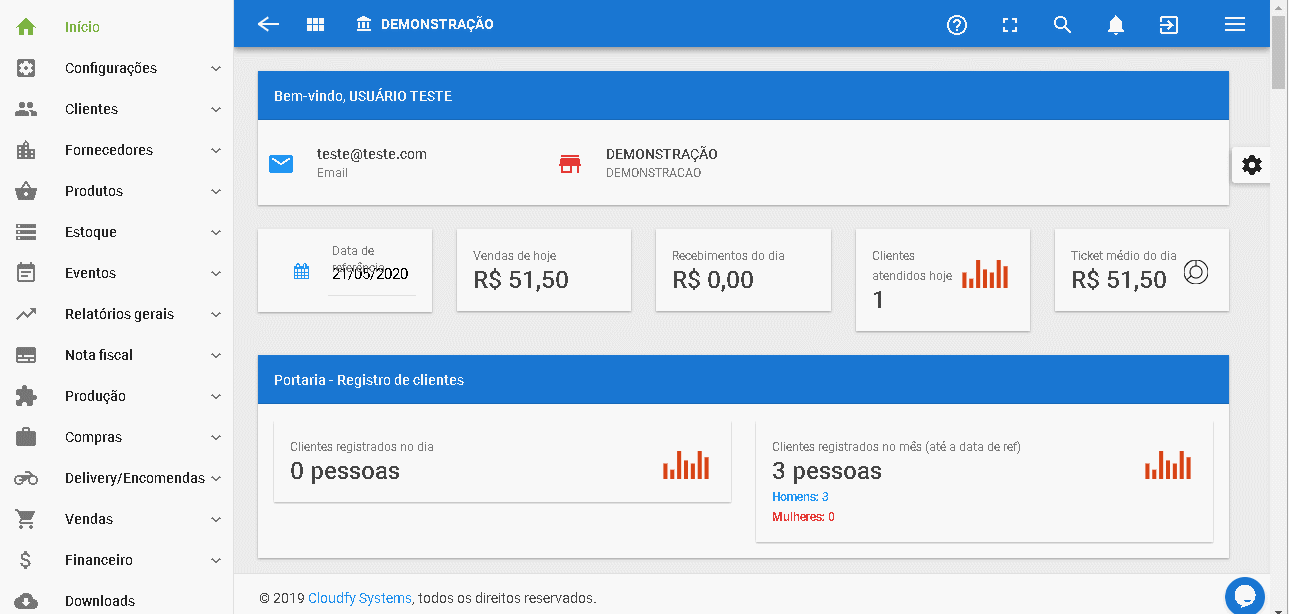 Início
Configurações
Clientes
Fornecedores
Produtos
Estoque
Eventos
Relatórios gerais
Nota fiscal
Produção
Compras
Delivery/Encomendas
Vendas
Financeiro
Downloads
DEMONSTRAÇÃO
Bem-vindo, USUÁRIO TESTE
teste@teste.com
Email
DEMONSTRAÇÃO
DEMONSTRACAO
Data de
referência
21/05/2020
Vendas de hoje
R$ 51,50
Recebimentos do dia
R$ 0,00
Clientes
atendidos hoje
1
Ticket médio do dia
R$ 51,50
Portaria - Registro de clientes
Clientes registrados no dia
0 pessoas
Clientes registrados no mês (até a data de ref)
3 pessoas
Homens: 3
Mulheres: 0
© 2019 Cloudfy Systems, todos os direitos reservados.